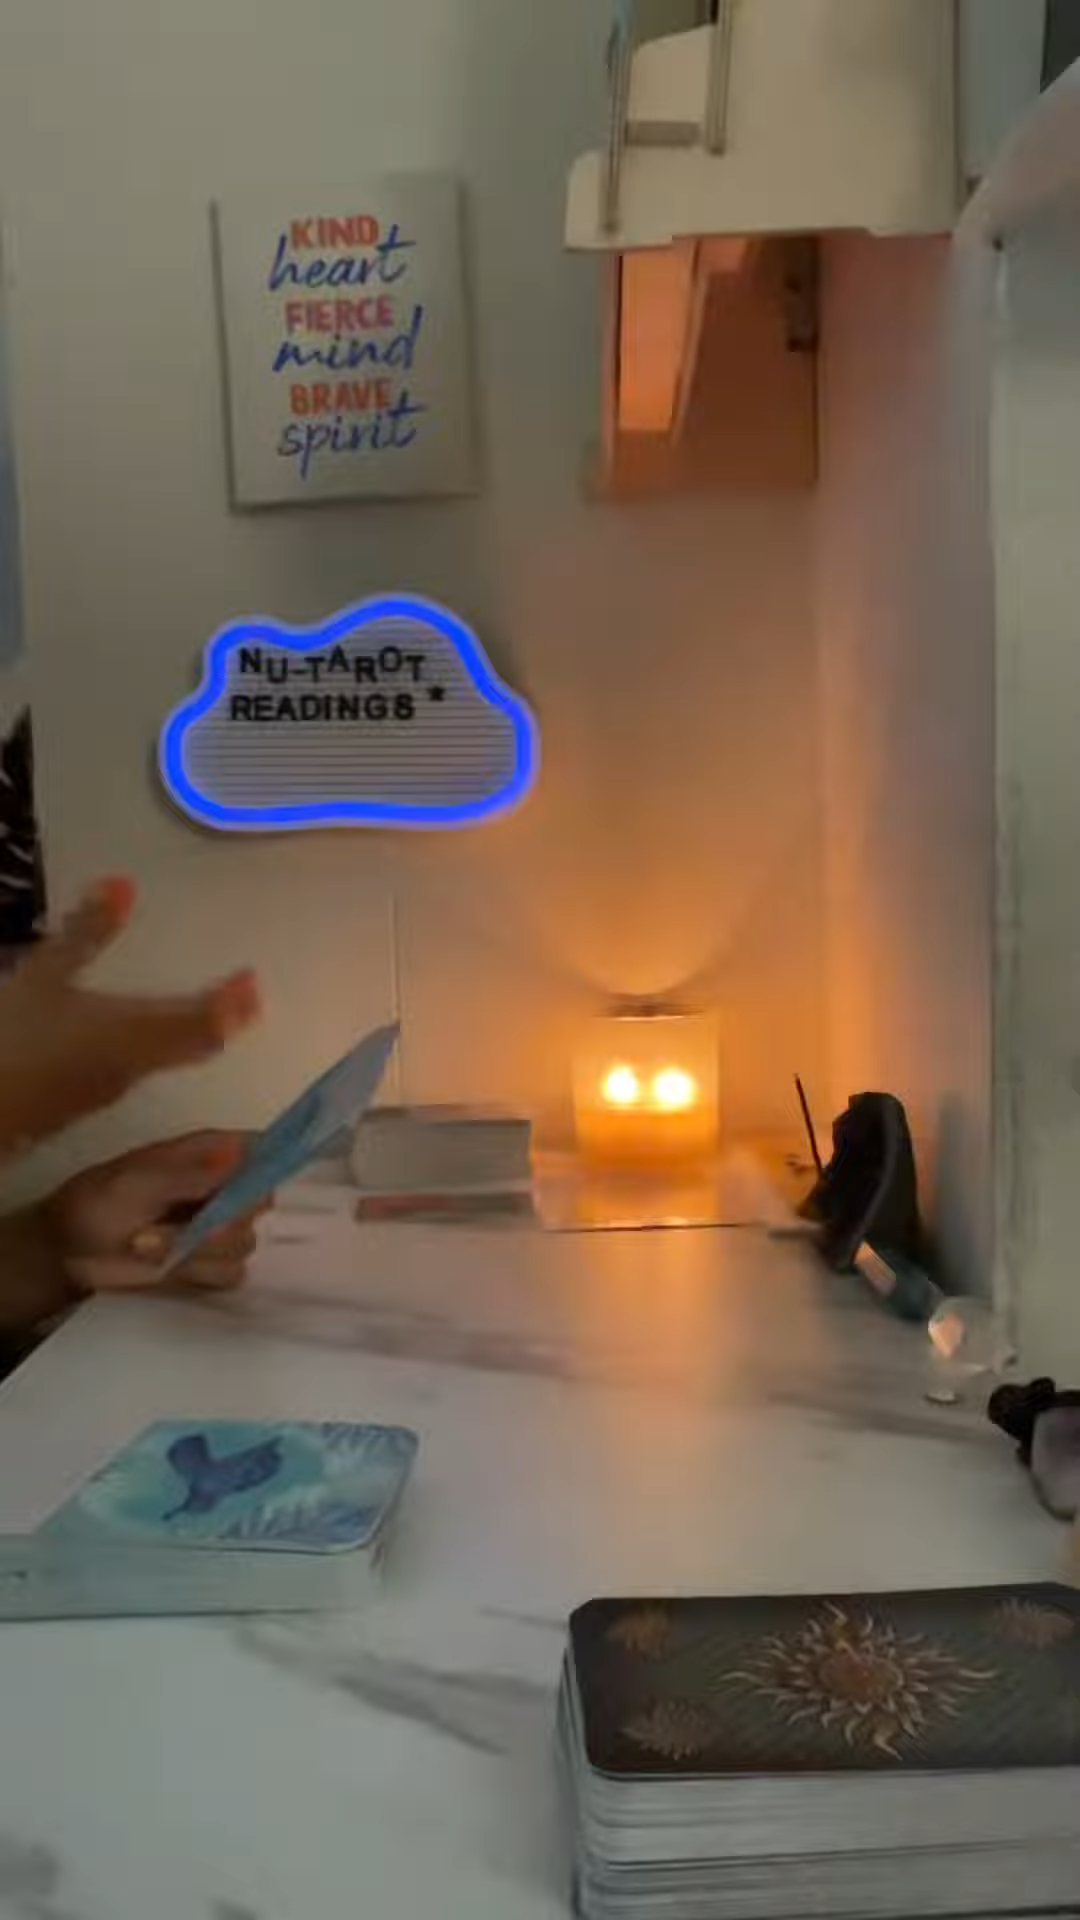 KIND
heart
FIERCE
mind
BRAVE
spirit
NU-TAROT
READINGS *